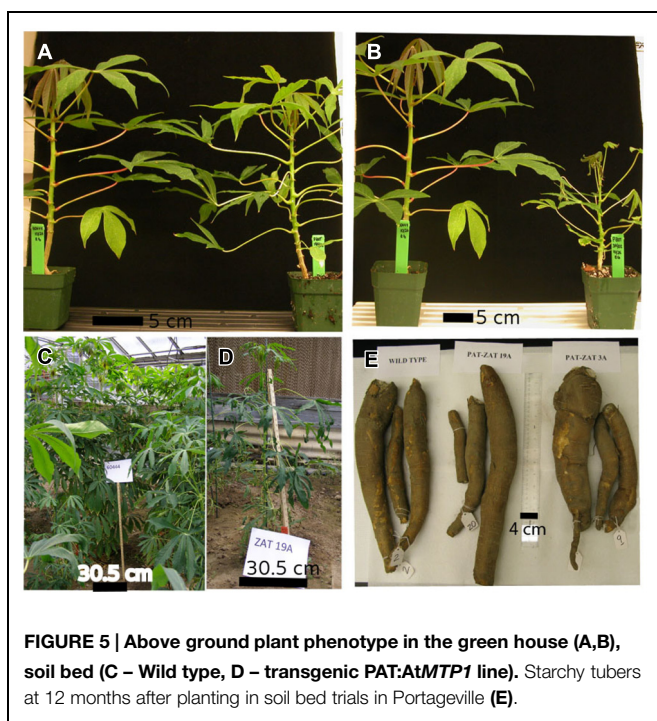 A
B
5 cm
5 cm
C
D
E
ZAT 19A
30.5 cm
30.5 cm
WILD TYPE
PAT-ZAT 19A
PAT-ZAT 3A
4 cm
FIGURE 5 | Above ground plant phenotype in the green house (A,B),
soil bed (C – Wild type, D – transgenic PAT:AtMTP1 line). Starchy tubers
at 12 months after planting in soil bed trials in Portageville (E).